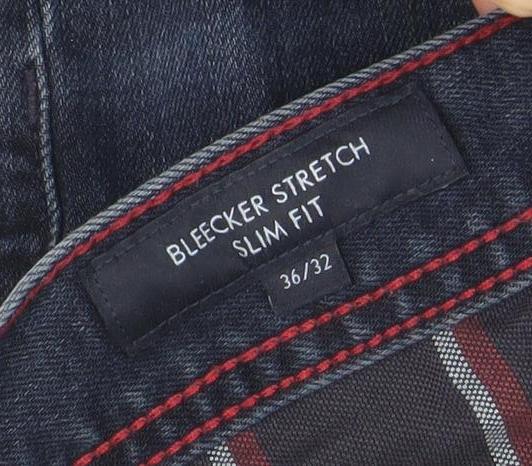 BLEECKER STRETCH
SLIM FIT
36/32